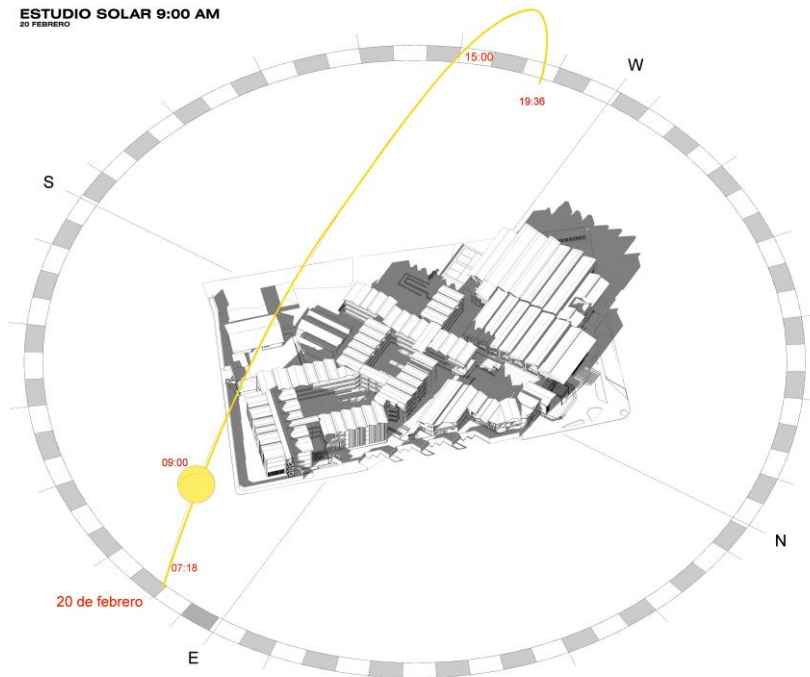 ESTUDIO SOLAR 9:00 AM
20 FEBRERO
15:00
W
19:36
S
09:00
N
07:18
20 de febrero
E